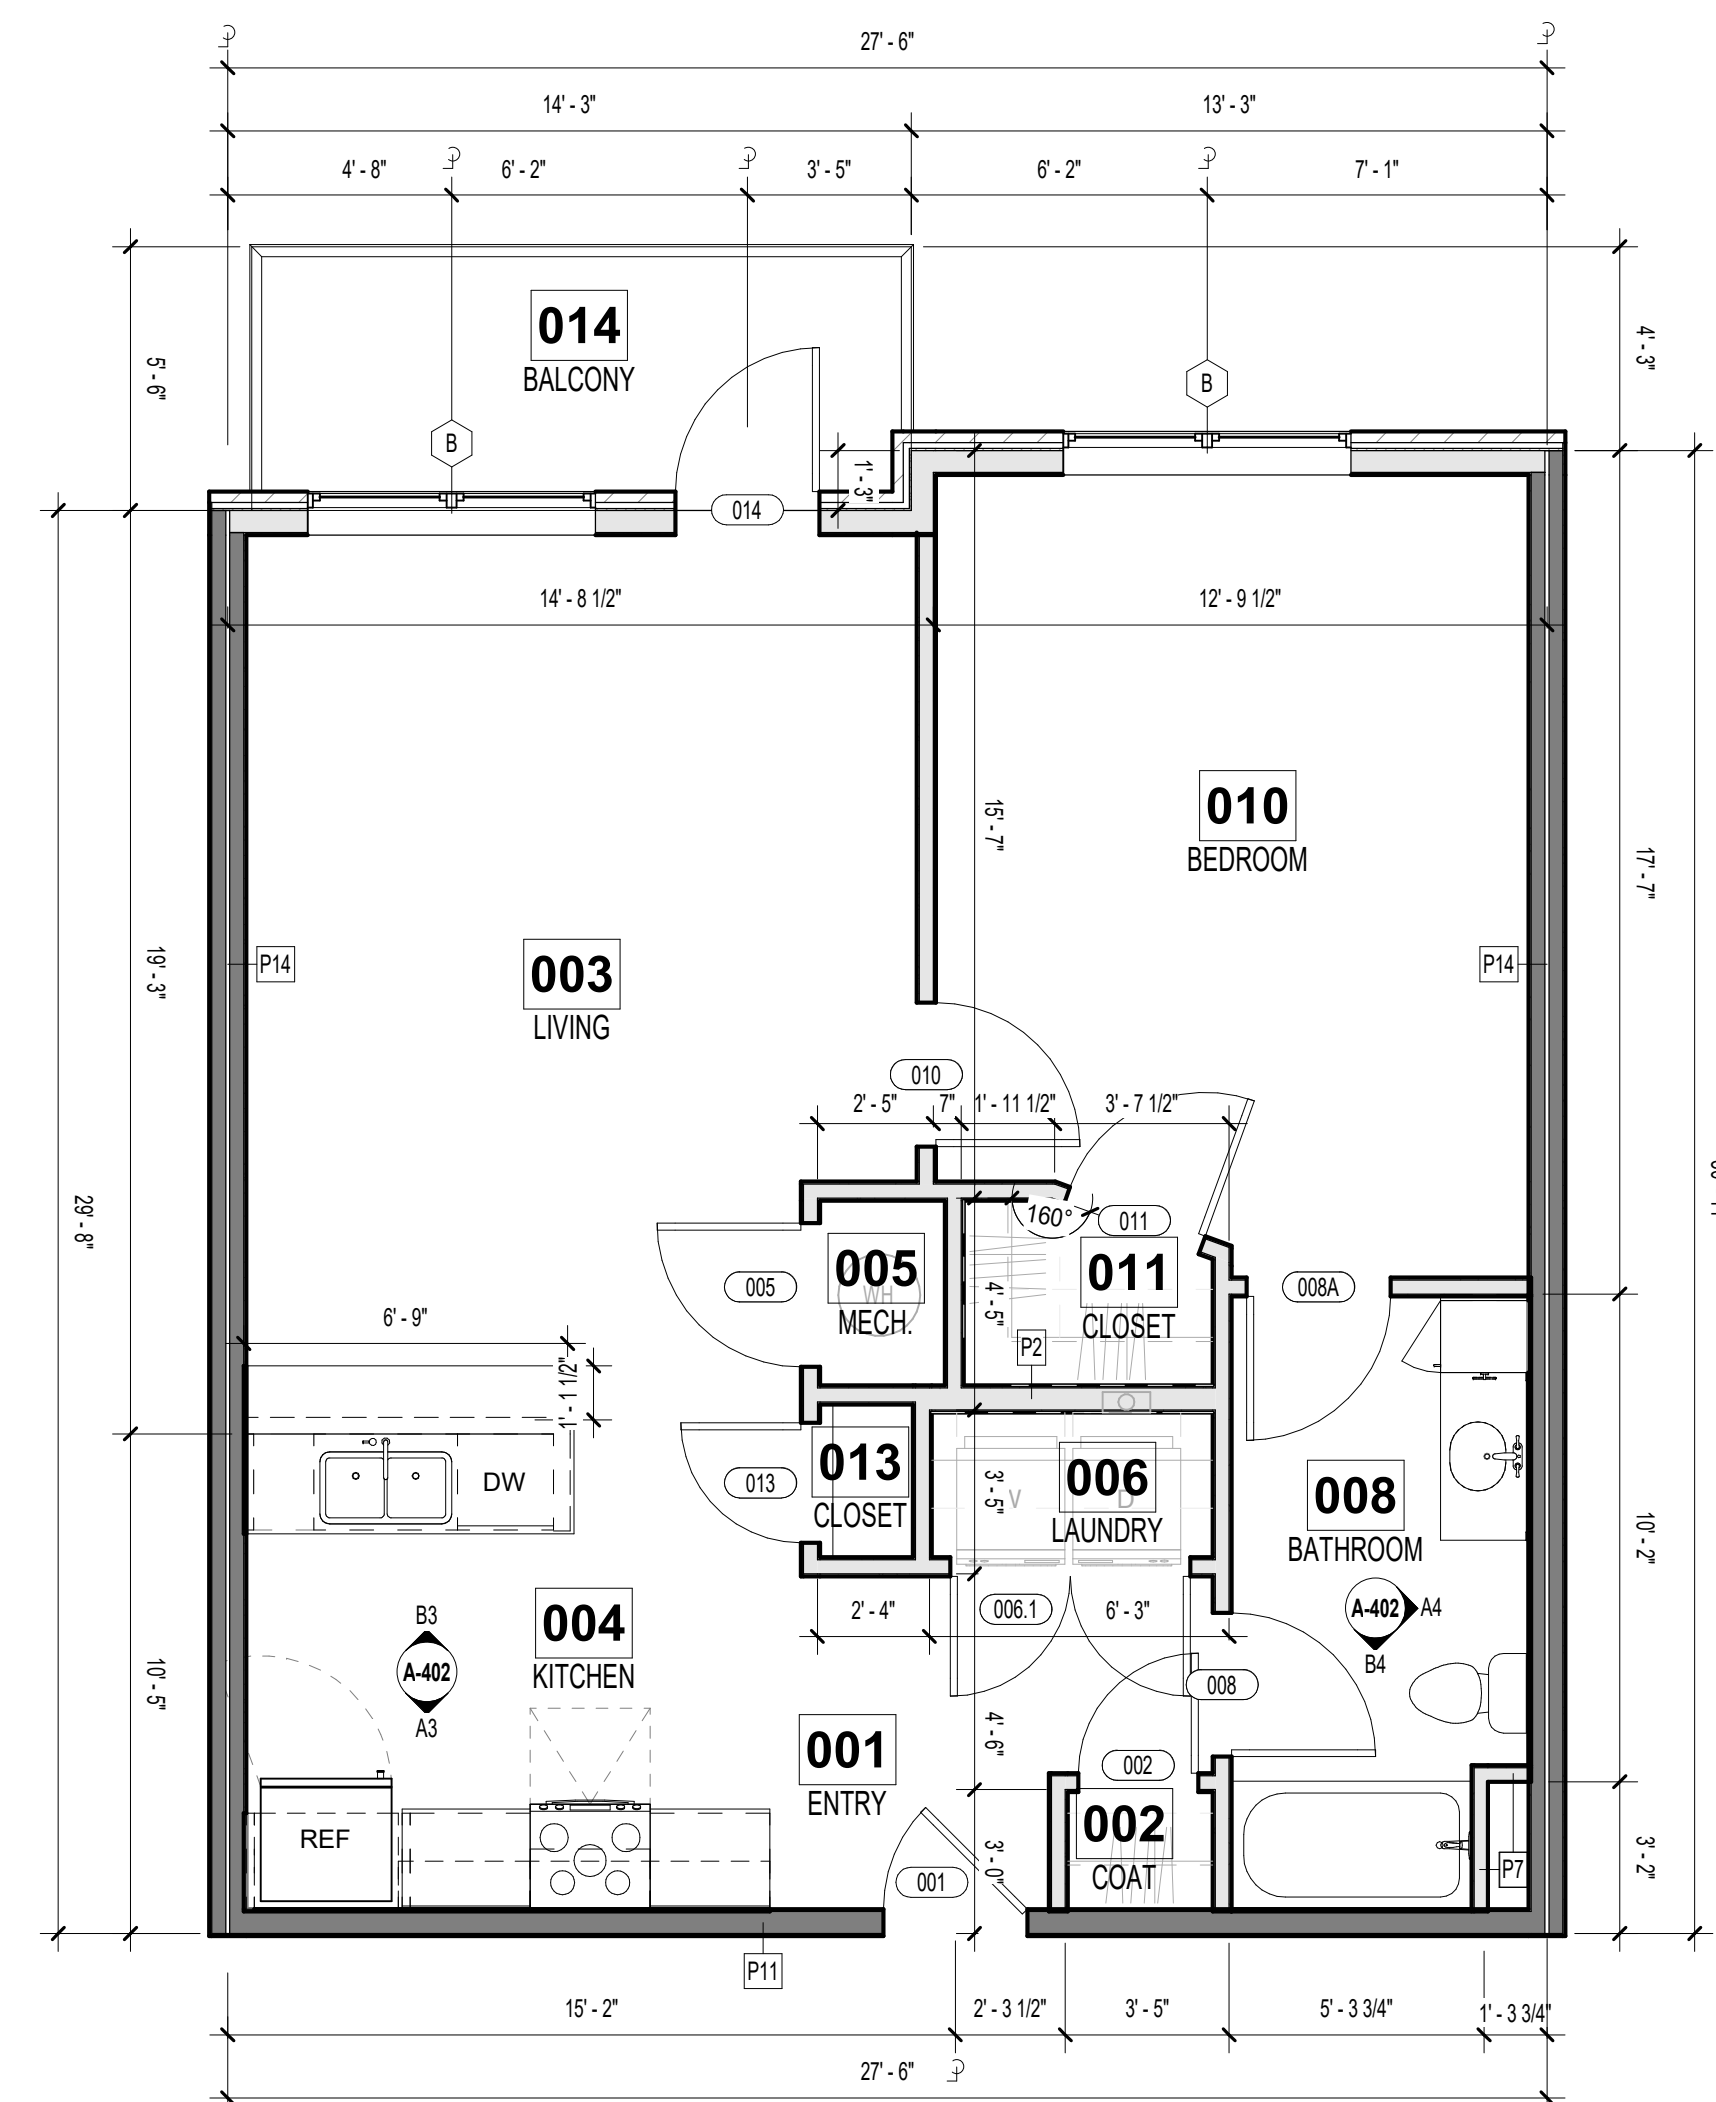 27' - 6"
14' - 3"
13' - 3"
4' - 8"
6' - 2"
3' - 5"
6' - 2"
7' - 1"
014
BALCONY
5' - 6"
4' - 3"
B
B
1' - 3"
014
14' - 8 1/2"
12' - 9 1/2"
15' - 7"
010
BEDROOM
17' - 7"
19' - 3"
P14
003
LIVING
P14
010
2' - 5"
7"
1' - 11 1/2"
3' - 7 1/2"
29' - 8"
160°
011
005
005
WH
MECH.
011
CLOSET
4' - 5"
008A
6' - 9"
P2
1' - 1 1/2"
DW
013
013
CLOSET
3' - 5"
006
D
LAUNDRY
008
BATHROOM
10' - 2"
A-402
A4
B4
2' - 4"
006.1
6' - 3"
B3
A-402
A3
004
KITCHEN
10' - 5"
008
4' - 6"
001
ENTRY
002
002
COAT
REF
3' - 0"
001
P7
3' - 2"
P11
15' - 2"
2' - 3 1/2"
3' - 5"
5' - 3 3/4"
1' - 3 3/4"
27' - 6"